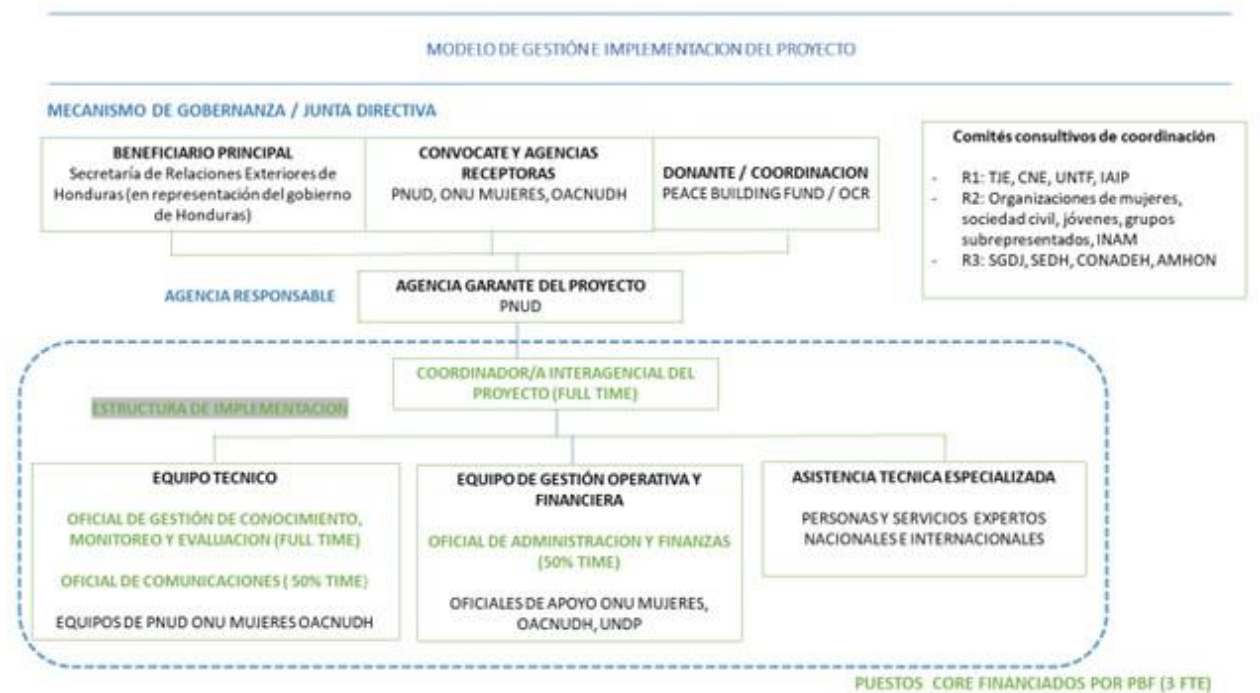 MODELO DE GESTIÓN E IMPLEMENTACION DEL PROYECTO
MECANISMO DE GOBERNANZA / JUNTA DIRECTIVA
BENEFICIARIO PRINCIPAL
Secretaría de Relaciones Exteriores de
Honduras (en representación del gobierno
de Honduras)
CONVOCATE Y AGENCIAS
RECEPTORAS
PNUD, ONU MUJERES, OACNUDH
DONANTE / COORDINACION
PEACE BUILDING FUND / OCR
Comités consultivos de coordinación
- R1: TJE, CNE, UNTF, IAIP
- R2: Organizaciones de mujeres,
sociedad civil, jóvenes, grupos
subrepresentados, INAM
- R3: SGDJ, SEDH, CONADEH, AMHON
AGENCIA RESPONSABLE
AGENCIA GARANTE DEL PROYECTO
PNUD
COORDINADOR/A INTERAGENCIAL DEL
PROYECTO (FULL TIME)
ESTRUCTURA DE IMPLEMENTACION
EQUIPO TECNICO
OFICIAL DE GESTIÓN DE CONOCIMIENTO,
MONITOREO Y EVALUACION (FULL TIME)
OFICIAL DE COMUNICACIONES ( 50% TIME)
EQUIPOS DE PNUD ONU MUJERES OACNUDH
EQUIPO DE GESTIÓN OPERATIVA Y
FINANCIERA
OFICIAL DE ADMINISTRACION Y FINANZAS
(50% TIME)
OFICIALES DE APOYO ONU MUJERES,
OACNUDH, UNDP
ASISTENCIA TECNICA ESPECIALIZADA
PERSONAS Y SERVICIOS EXPERTOS
NACIONALES E INTERNACIONALES
PUESTOS CORE FINANCIADOS POR PBF (3 FTE)